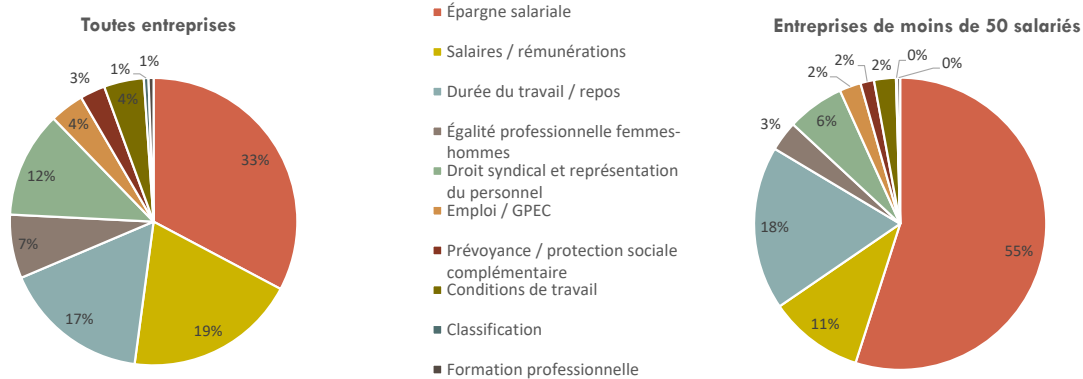 Toutes entreprises
1%
1%
3%
4%
4%
12%
7%
17%
19%
33%
Épargne salariale
Salaires / rémunérations
Durée du travail / repos
Égalité professionnelle femmes-
hommes
Droit syndical et représentation
du personnel
Emploi / GPEC
Prévoyance / protection sociale
complémentaire
Conditions de travail
Classification
Formation professionnelle
Entreprises de moins de 50 salariés
0%
0%
2%
2%
2%
6%
3%
18%
11%
55%